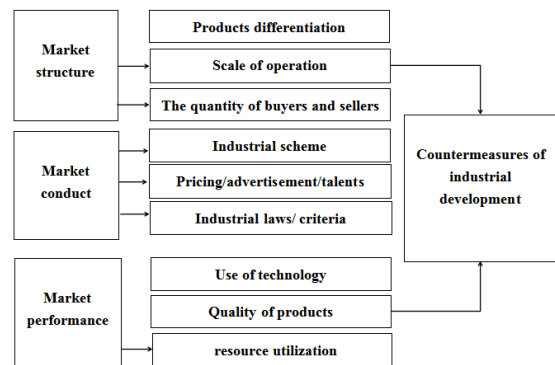 Market
structure
Products differentiation
Scale of operation
The quantity of buyers and sellers
Market
conduct
Industrial scheme
Pricing/advertisement/talents
Industrial laws/ criteria
Market
performance
Use of technology
Quality of products
resource utilization
Countermeasures of
industrial
development